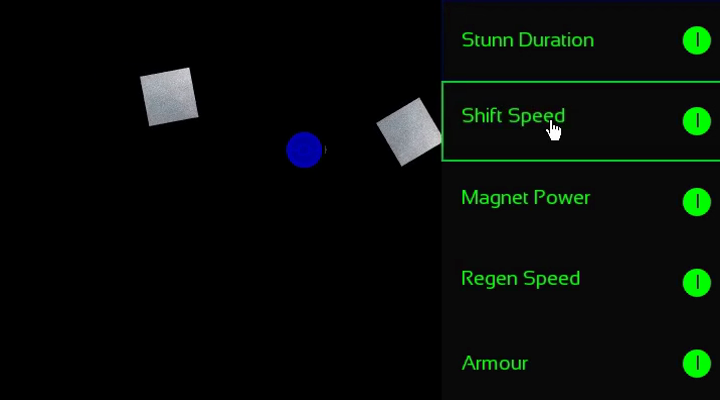 Stunn Duration
Shift Speed
Magnet Power
Regen Speed
Armour